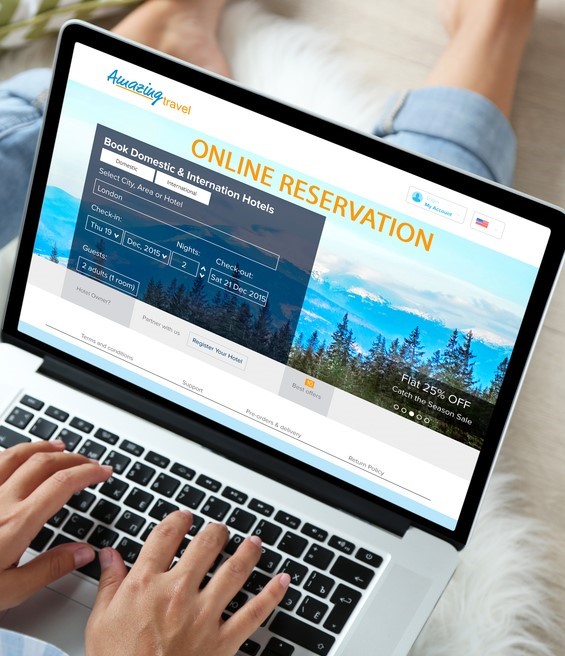 Amazing
travel
ONLINE RESERVATION
My Account
Book Domestic & Internation Hotels
Domestic
International
Select City, Area or Hotel
London
Check-in:
Nights:
Check-out:
Thu 19
Dec, 2015
2
Sat 21 Dec 2015
Guests:
2 adults (1 room)
Hotel Owner?
Partner with us
Register Your Hotel
Best offers
Flat 25% OFF
Catch the Season Sale
Terms and conditions
Support
Pre-orders & delivery
Return Policy